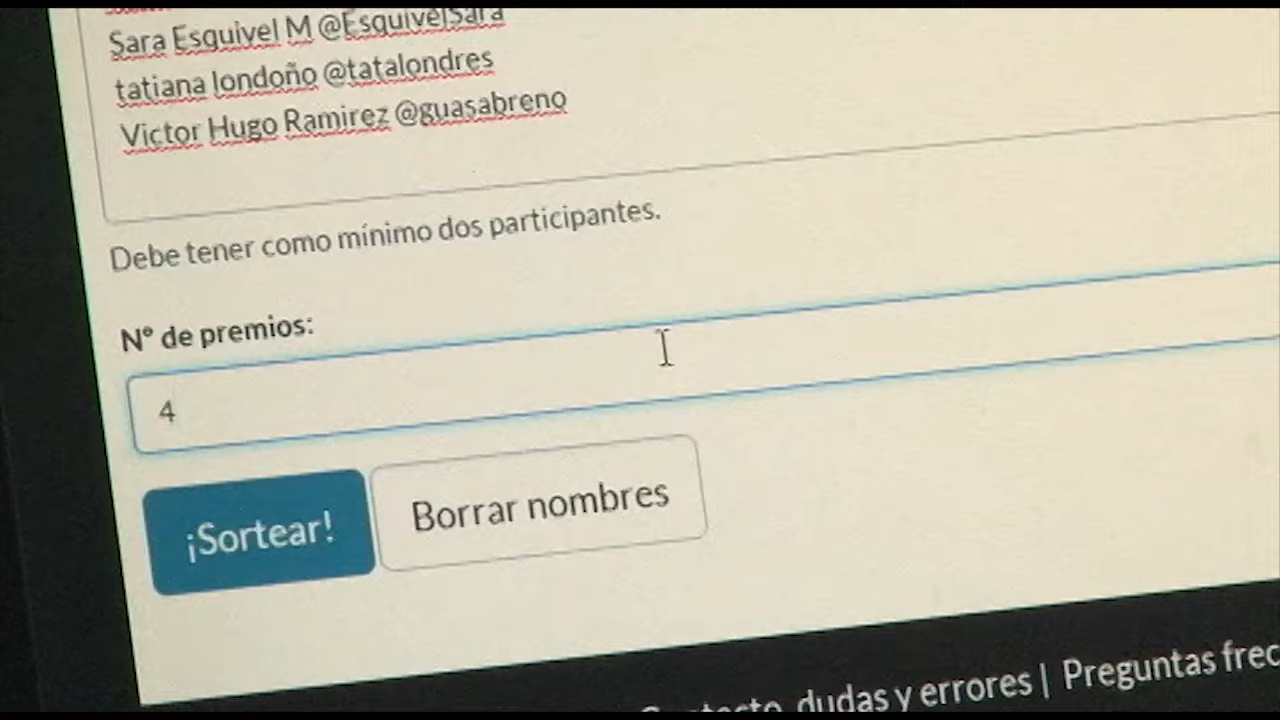 Sara Esquivel M @EsquivelSara
tatiana londoño @tatalondres
Victor Hugo Ramirez @guasabreno
Debe tener como mínimo dos participantes.
Nº de premios:
4
¡Sortear! Borrar nombres
dudas y errores | Preguntas frec